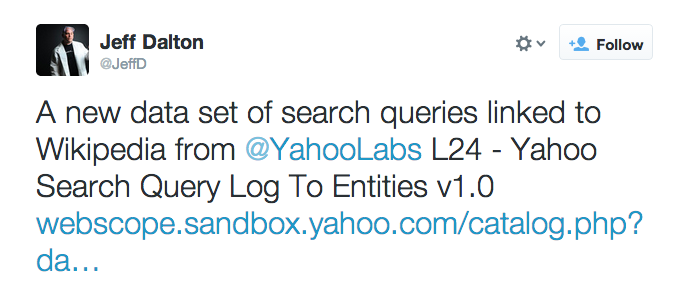 Jeff Dalton
@JeffD
Follow
A new data set of search queries linked to
Wikipedia from @YahooLabs L24 - Yahoo
Search Query Log To Entities v1.0
webscope.sandbox.yahoo.com/catalog.php?
da…